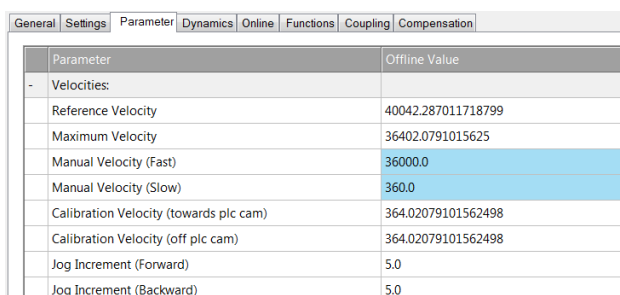 General Settings Parameter Dynamics Online Functions Coupling Compensation
Parameter Offline Value
- Velocities:
Reference Velocity 40042.287011718799
Maximum Velocity 36402.0791015625
Manual Velocity (Fast) 36000.0
Manual Velocity (Slow) 360.0
Calibration Velocity (towards plc cam) 364.02079101562498
Calibration Velocity (off plc cam) 364.02079101562498
Jog Increment (Forward) 5.0
Jog Increment (Backward) 5.0